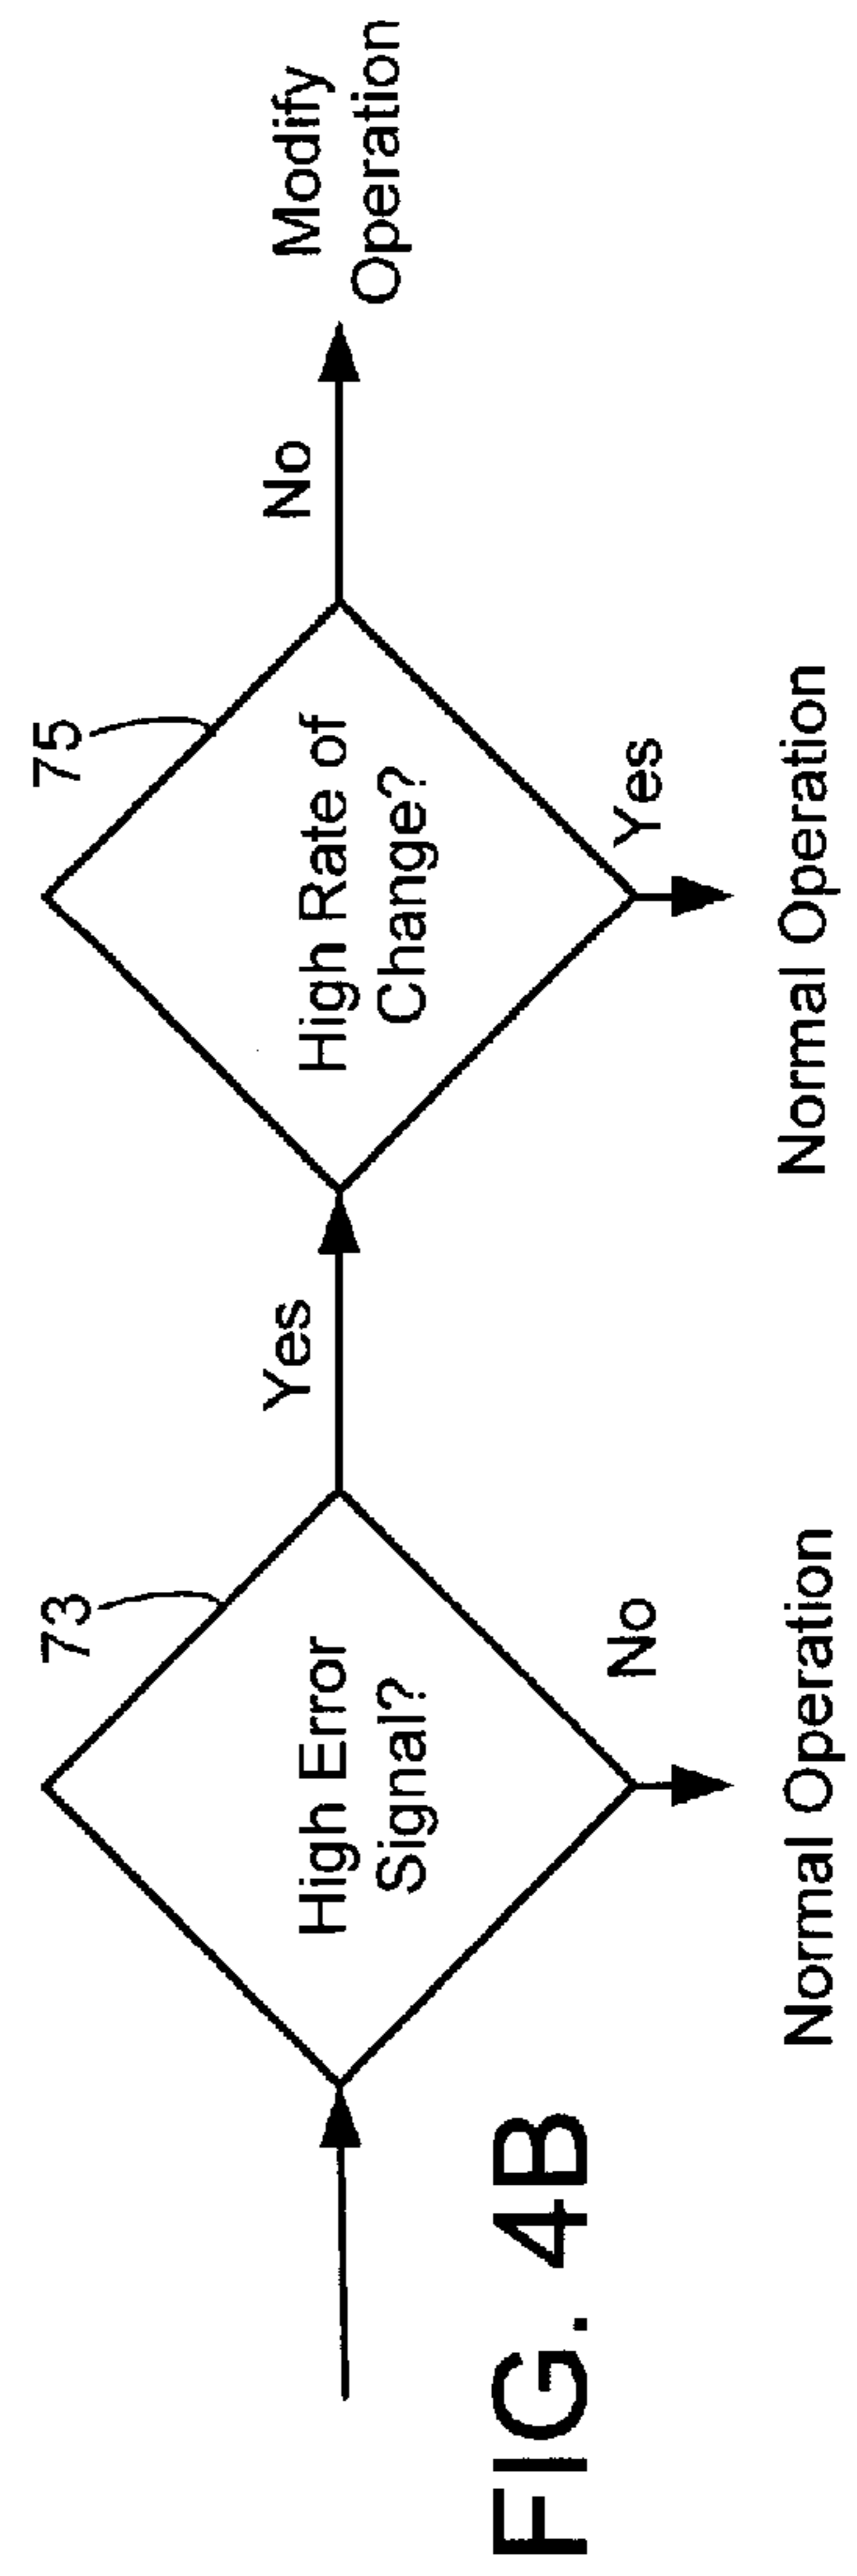 73
High Error
Signal?
Yes
No
Normal Operation
75
High Rate of
Change?
No
Modify
Operation
Yes
Normal Operation
FIG. 4B